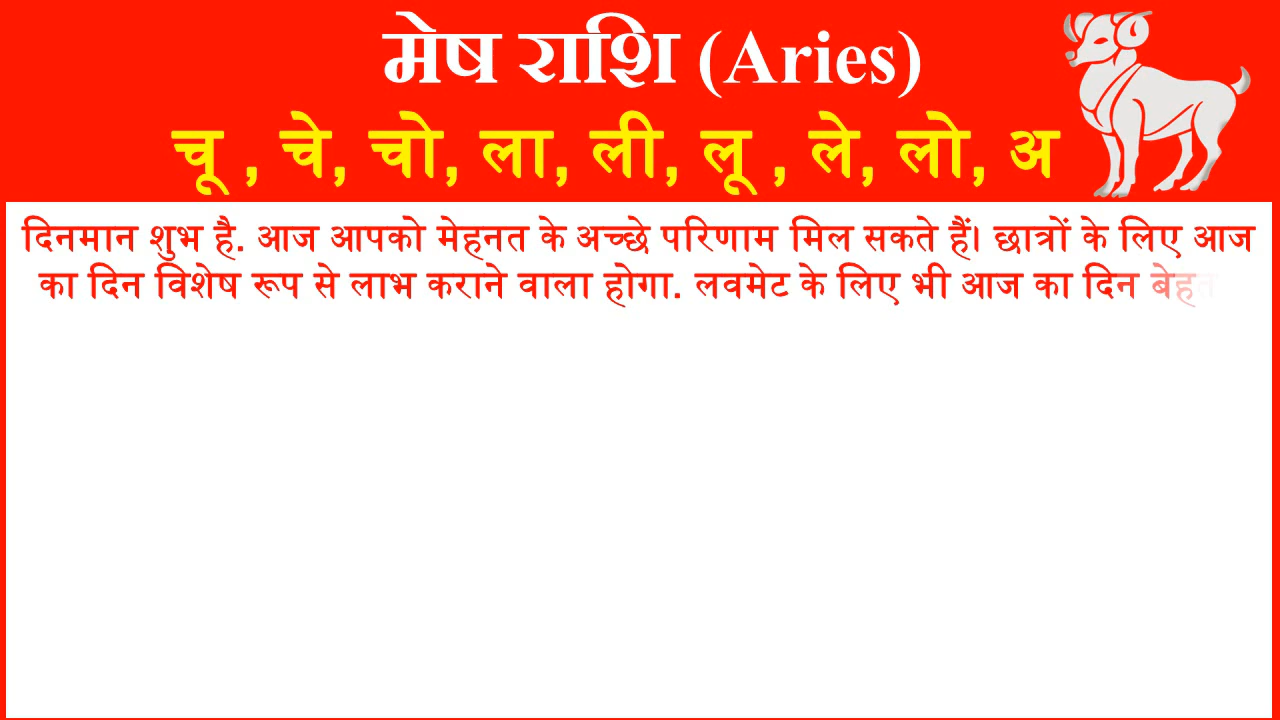 मेष राशि (Aries)
चू , चे, चो, ला, ली, लू , ले, लो, अ
दिनमान शुभ है. आज आपको मेहनत के अच्छे परिणाम मिल सकते हैं। छात्रों के लिए आज
का दिन विशेष रूप से लाभ कराने वाला होगा. लवमेट के लिए भी आज का दिन